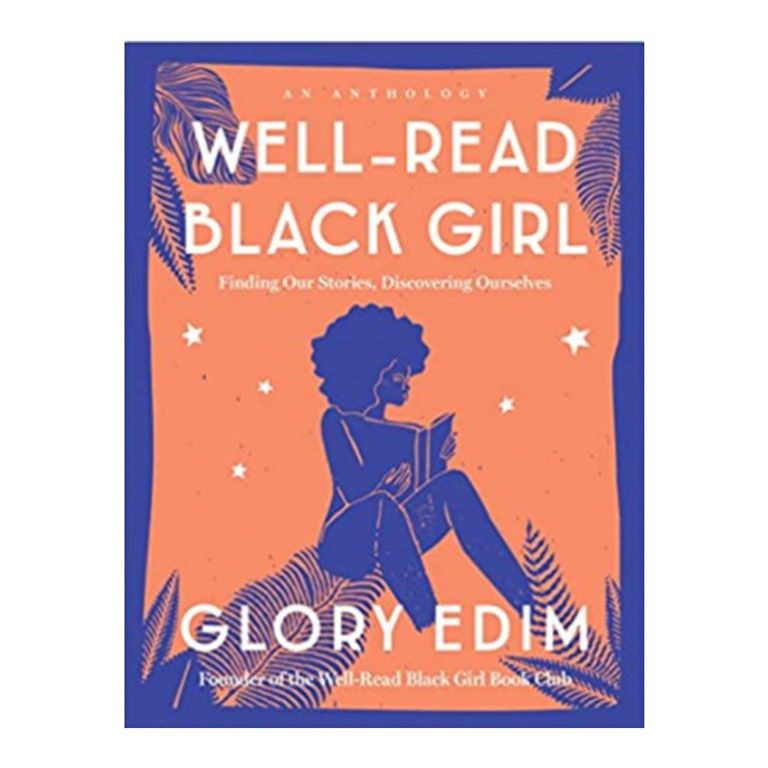 AN ANTHOLOGY
WELL-READ
BLACK GIRL
Finding Our Stories, Discovering Ourselves
GLORY EDIM
Founder of the Well-Read Black Girl Book Club